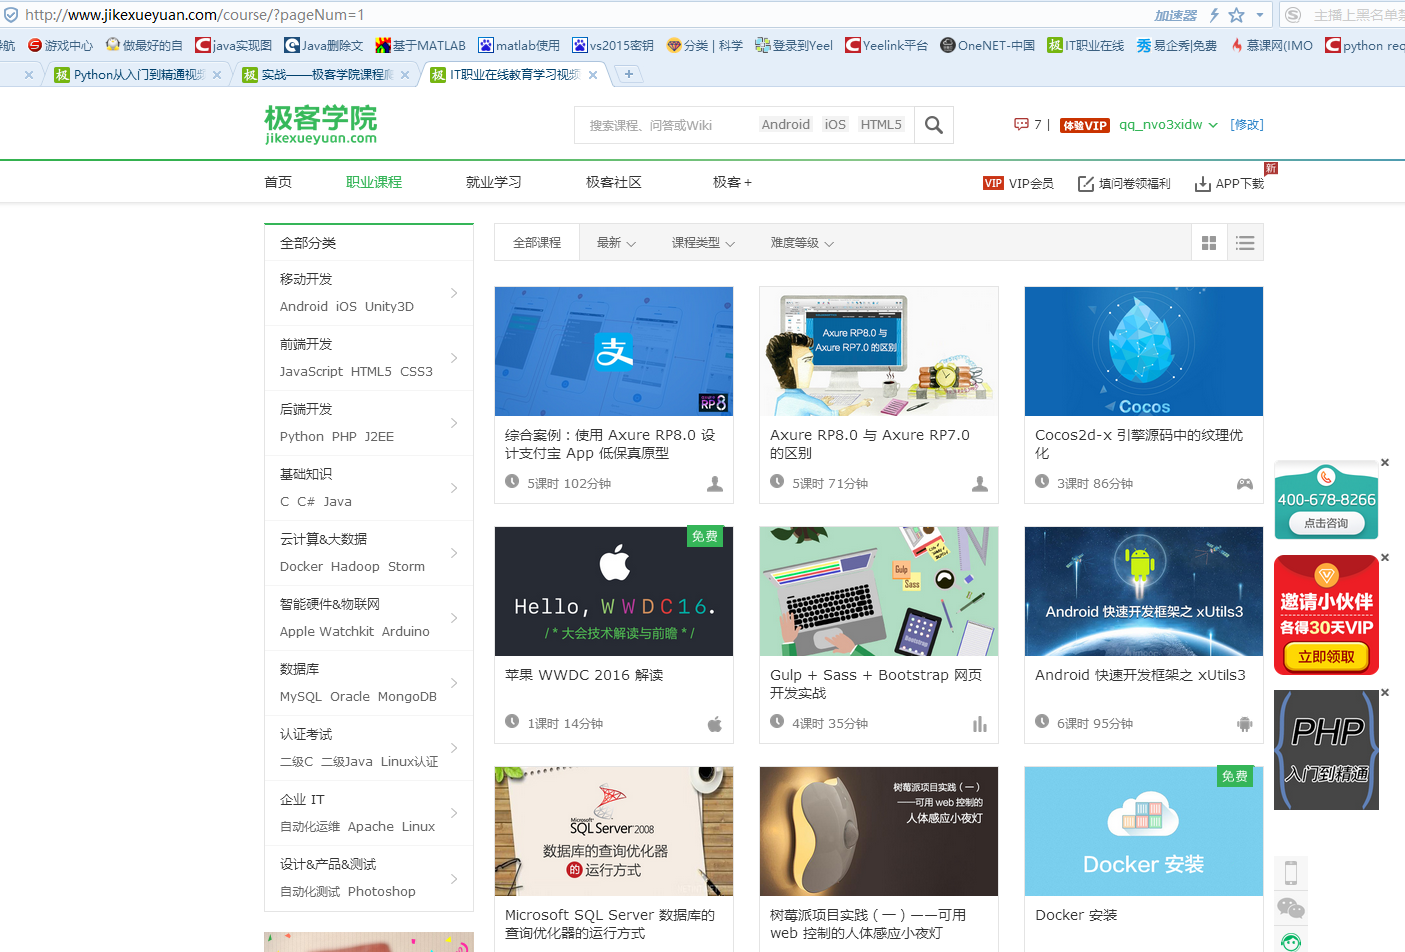 http://www.jikexueyuan.com/course/?pageNum=1
加速器
主播上黑名单禁
游戏中心
做最好的自
java实现图
Java删除文
基于MATLAB
matlab使用
vs2015密钥
分类 | 科学
登录到Yeel
Yeelink平台
OneNET-中国
IT职业在线
易企秀|免费
慕课网(IMO
python req
Python从入门到精通视频
实战——极客学院课程爬
IT职业在线教育学习视频
极客学院
jikexueyuan.com
搜索课程、问答或Wiki
Android iOS HTML5
7 |
体验VIP
qq_nvo3xidw
[修改]
首页
职业课程
就业学习
极客社区
极客+
VIP VIP会员
填问卷领福利
APP下载
新
全部分类
移动开发
Android iOS Unity3D
前端开发
JavaScript HTML5 CSS3
后端开发
Python PHP J2EE
基础知识
C C# Java
云计算&大数据
Docker Hadoop Storm
智能硬件&物联网
Apple Watchkit Arduino
数据库
MySQL Oracle MongoDB
认证考试
二级C 二级Java Linux认证
企业 IT
自动化运维 Apache Linux
设计&产品&测试
自动化测试 Photoshop
全部课程
最新
课程类型
难度等级
支
RP8
综合案例：使用 Axure RP8.0 设
计支付宝 App 低保真原型
5课时 102分钟
Axure RP8.0 与
Axure RP7.0 的区别
Axure RP8.0 与 Axure RP7.0
的区别
5课时 71分钟
Cocos
Cocos2d-x 引擎源码中的纹理优
化
3课时 86分钟
免费
Hello, WWDC16.
/ * 大会技术解读与前瞻 * /
苹果 WWDC 2016 解读
1课时 14分钟
Gulp
Sass
Gulp + Sass + Bootstrap 网页
开发实战
4课时 35分钟
Android 快速开发框架之 xUtils3
Android 快速开发框架之 xUtils3
6课时 95分钟
Microsoft
SQL Server 2008
数据库的查询优化器
的 运行方式
Microsoft SQL Server 数据库的
查询优化器的运行方式
树莓派项目实践（一）
——可用 web 控制的
人体感应小夜灯
树莓派项目实践（一）——可用
web 控制的人体感应小夜灯
免费
Docker 安装
Docker 安装
400-678-8266
点击咨询
邀请小伙伴
各得30天VIP
立即领取
PHP
入门到精通